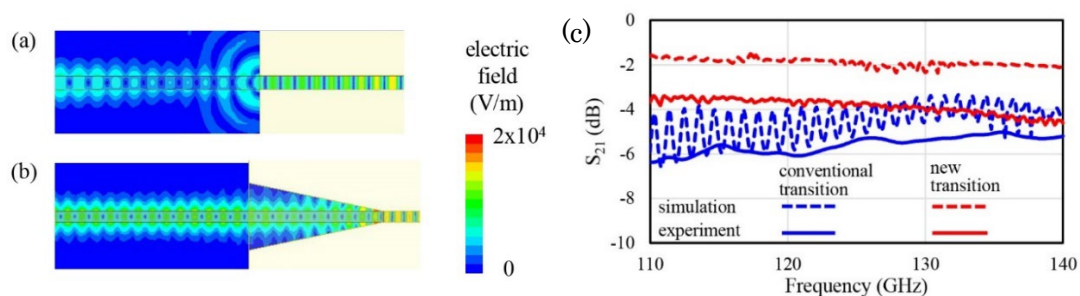 (a)
(b)
electric
field
(V/m)
2x10⁴
0
(c)
0
-2
-4
-6
-8
-10
S₂₁ (dB)
conventional new
transition transition
simulation
experiment
110 120 130 140
Frequency (GHz)